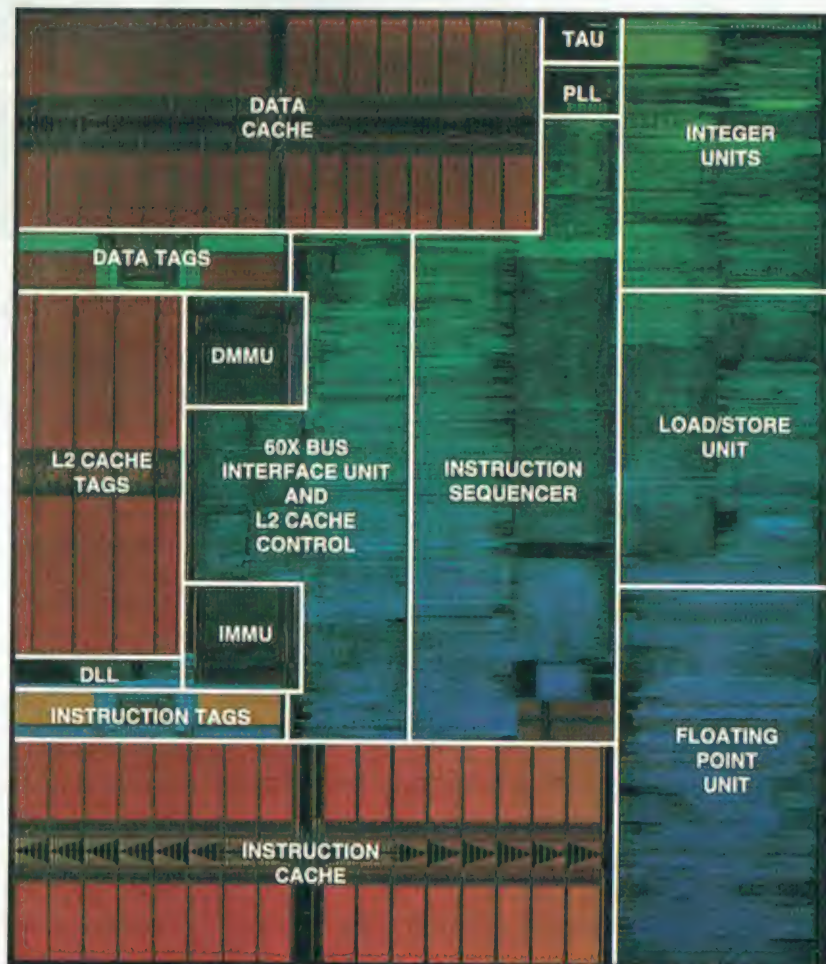 TAU
DATA
CACHE
PLL
INTEGER
UNITS
DATA TAGS
DMMU
L2 CACHE
TAGS
60X BUS
INTERFACE UNIT
AND
L2 CACHE
CONTROL
INSTRUCTION
SEQUENCER
LOAD/STORE
UNIT
IMMU
DLL
INSTRUCTION TAGS
FLOATING
POINT
UNIT
INSTRUCTION
CACHE